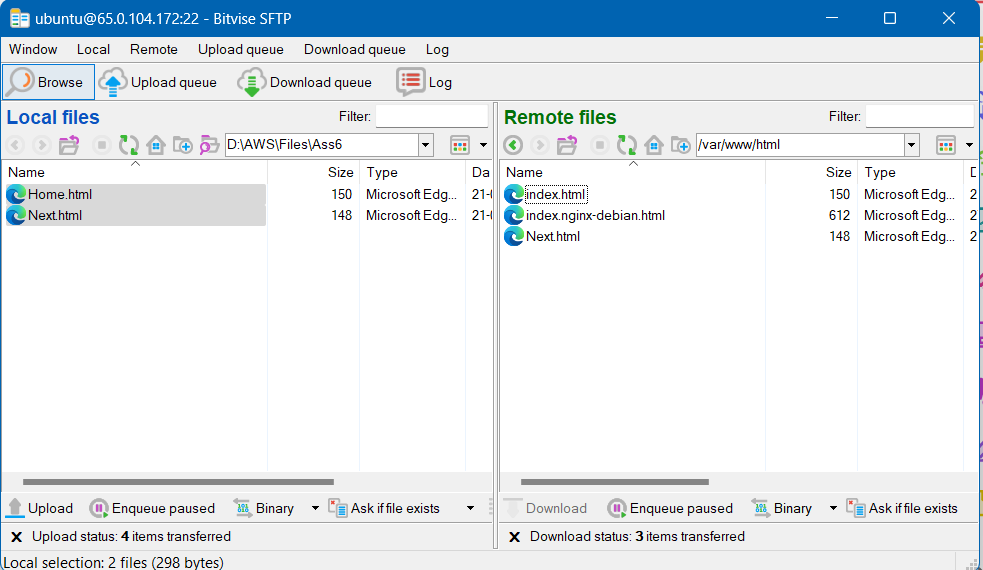 ubuntu@65.0.104.172:22 - Bitvise SFTP
Window Local Remote Upload queue Download queue Log
Browse Upload queue Download queue Log
Local files Filter:
D:\AWS\Files\Ass6
Name Size Type Da
Home.html 150 Microsoft Edg... 21-0
Next.html 148 Microsoft Edg... 21-0
Upload Enqueue paused Binary Ask if file exists
Upload status: 4 items transferred
Remote files Filter:
/var/www/html
Name Size Type D
index.html 150 Microsoft Edg... 2
index.nginx-debian.html 612 Microsoft Edg... 2
Next.html 148 Microsoft Edg... 2
Download Enqueue paused Binary Ask if file exists
Download status: 3 items transferred
Local selection: 2 files (298 bytes)